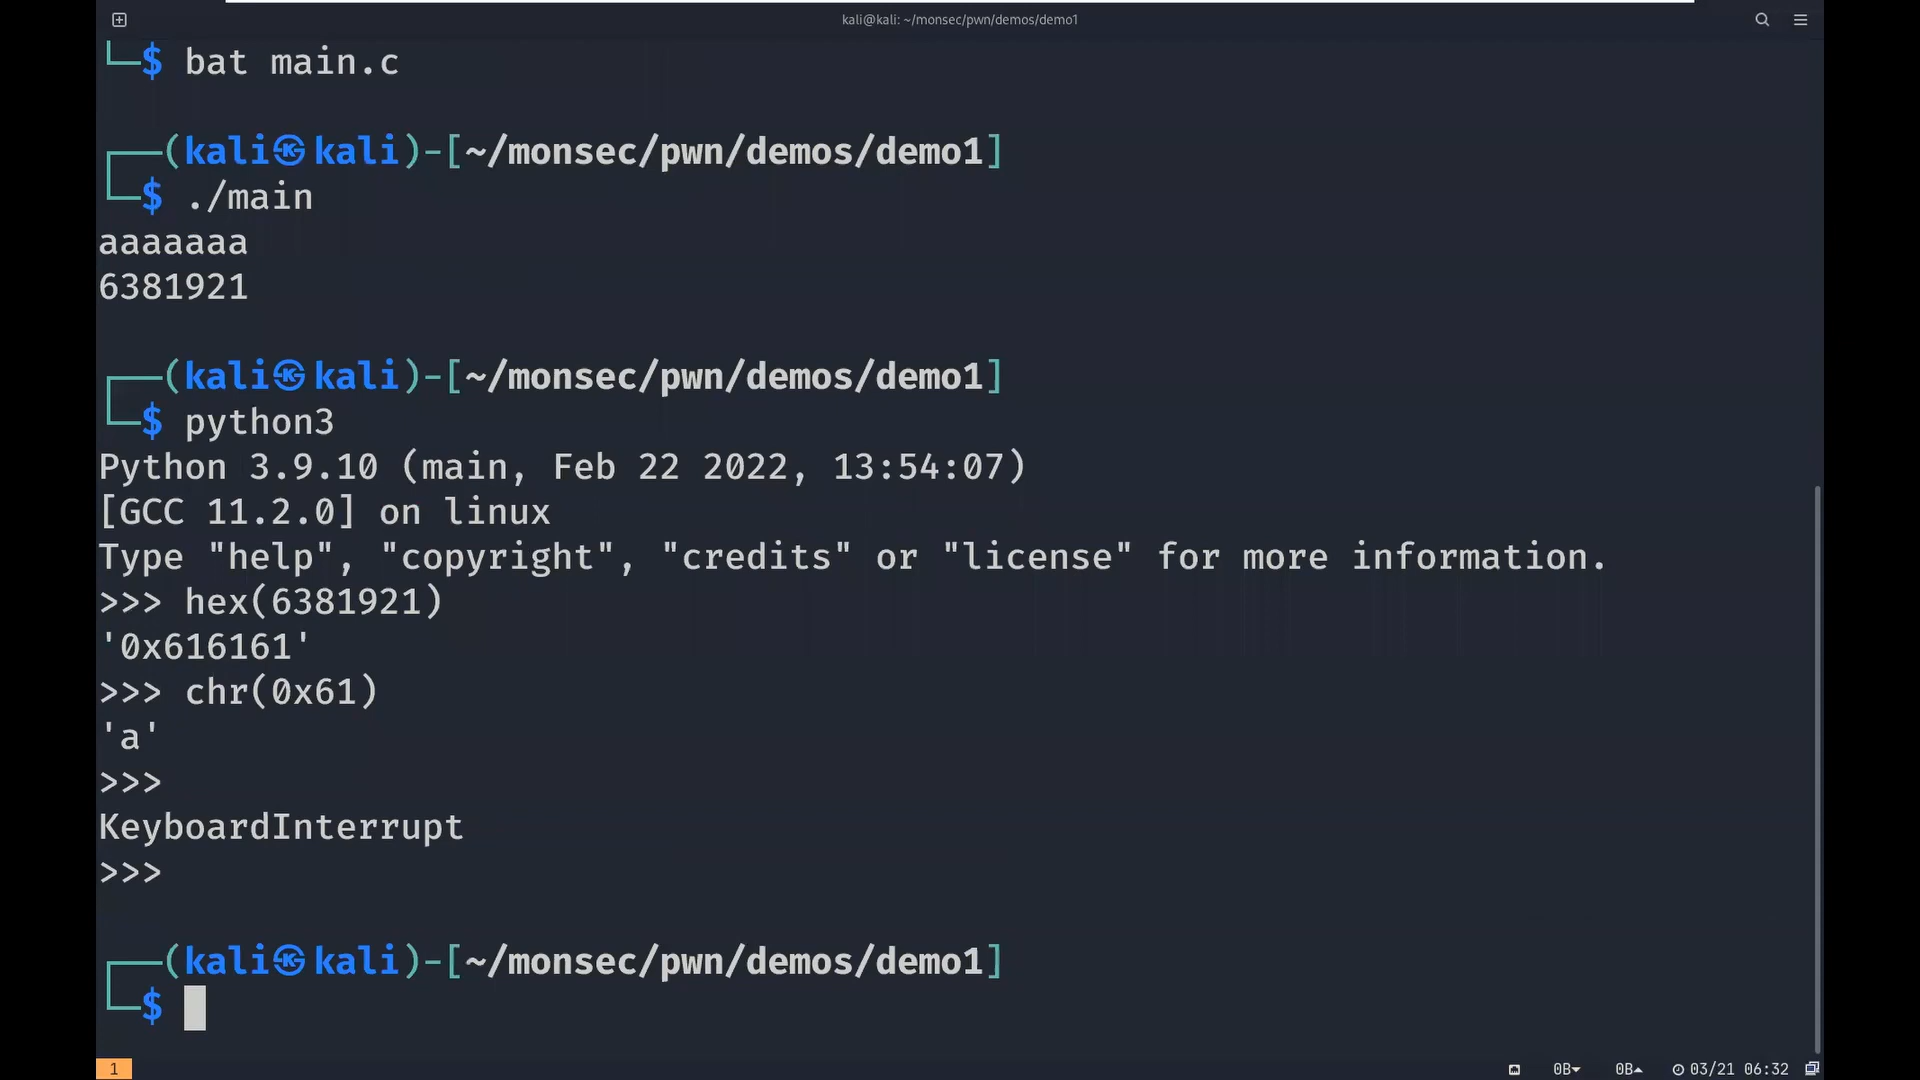 kali@kali: ~/monsec/pwn/demos/demo1
└─$ bat main.c
┌──(kali㉿kali)-[~/monsec/pwn/demos/demo1]
└─$ ./main
aaaaaaa
6381921
┌──(kali㉿kali)-[~/monsec/pwn/demos/demo1]
└─$ python3
Python 3.9.10 (main, Feb 22 2022, 13:54:07)
[GCC 11.2.0] on linux
Type "help", "copyright", "credits" or "license" for more information.
>>> hex(6381921)
'0x616161'
>>> chr(0x61)
'a'
>>>
KeyboardInterrupt
>>>
┌──(kali㉿kali)-[~/monsec/pwn/demos/demo1]
└─$
1 0B▾ 0B▴ 03/21 06:32